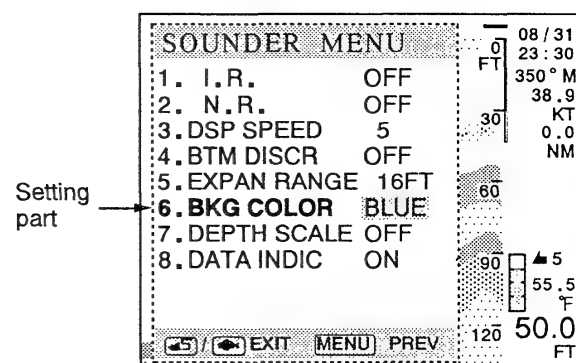 SOUNDER MENU
1. I.R. OFF
2. N.R. OFF
3. DSP SPEED 5
4. BTM DISCR OFF
5. EXPAN RANGE 16FT
6. BKG COLOR BLUE
7. DEPTH SCALE OFF
8. DATA INDIC ON
5 / EXIT MENU PREV
Setting
part
0
FT
30
60
90
120
08 / 31
23 : 30
350° M
38.9
KT
0.0
NM
5
55.5
°F
50.0
FT